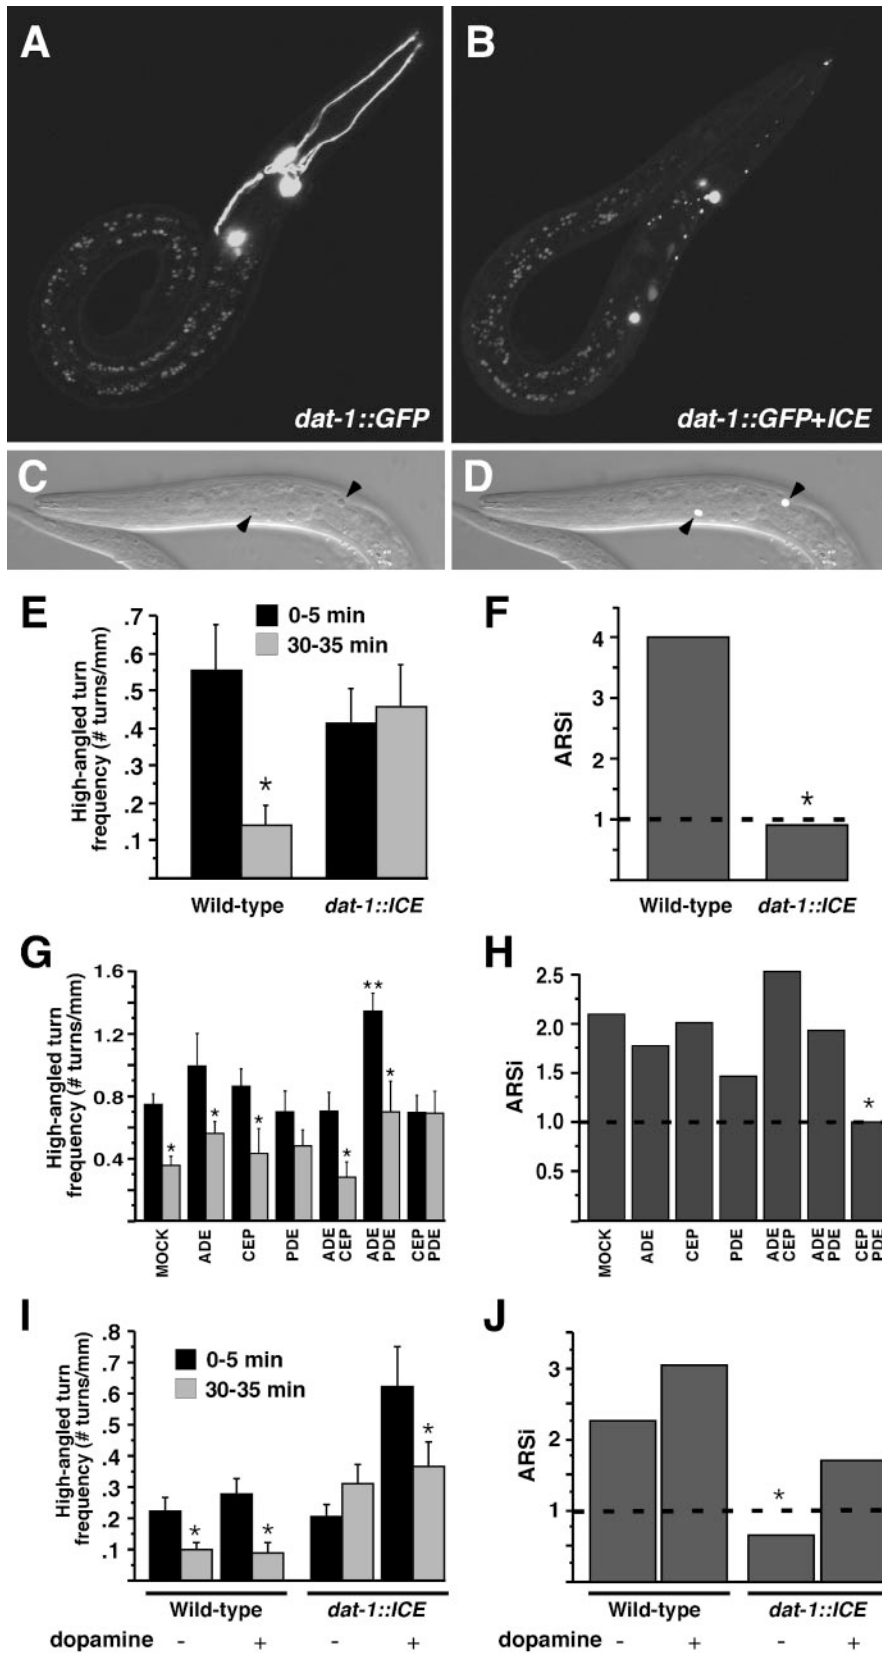 A
B
dat-1::GFP
dat-1::GFP+ICE
C
D
E
0-5 min
30-35 min
High-angled turn
frequency (# turns/mm)
.7
.6
.5
.4
.3
.2
.1
*
Wild-type
dat-1::ICE
F
ARSi
4
3
2
1
*
Wild-type
dat-1::ICE
G
High-angled turn
frequency (# turns/mm)
1.6
1.2
0.8
0.4
*
*
*
*
**
*
MOCK
ADE
CEP
PDE
ADE
CEP
ADE
PDE
CEP
PDE
H
ARSi
2.5
2.0
1.5
1.0
0.5
*
MOCK
ADE
CEP
PDE
ADE
CEP
ADE
PDE
CEP
PDE
I
0-5 min
30-35 min
High-angled turn
frequency (# turns/mm)
.8
.7
.6
.5
.4
.3
.2
.1
*
*
*
Wild-type
dat-1::ICE
dopamine - + - +
J
ARSi
3
2
1
*
Wild-type
dat-1::ICE
dopamine - + - +